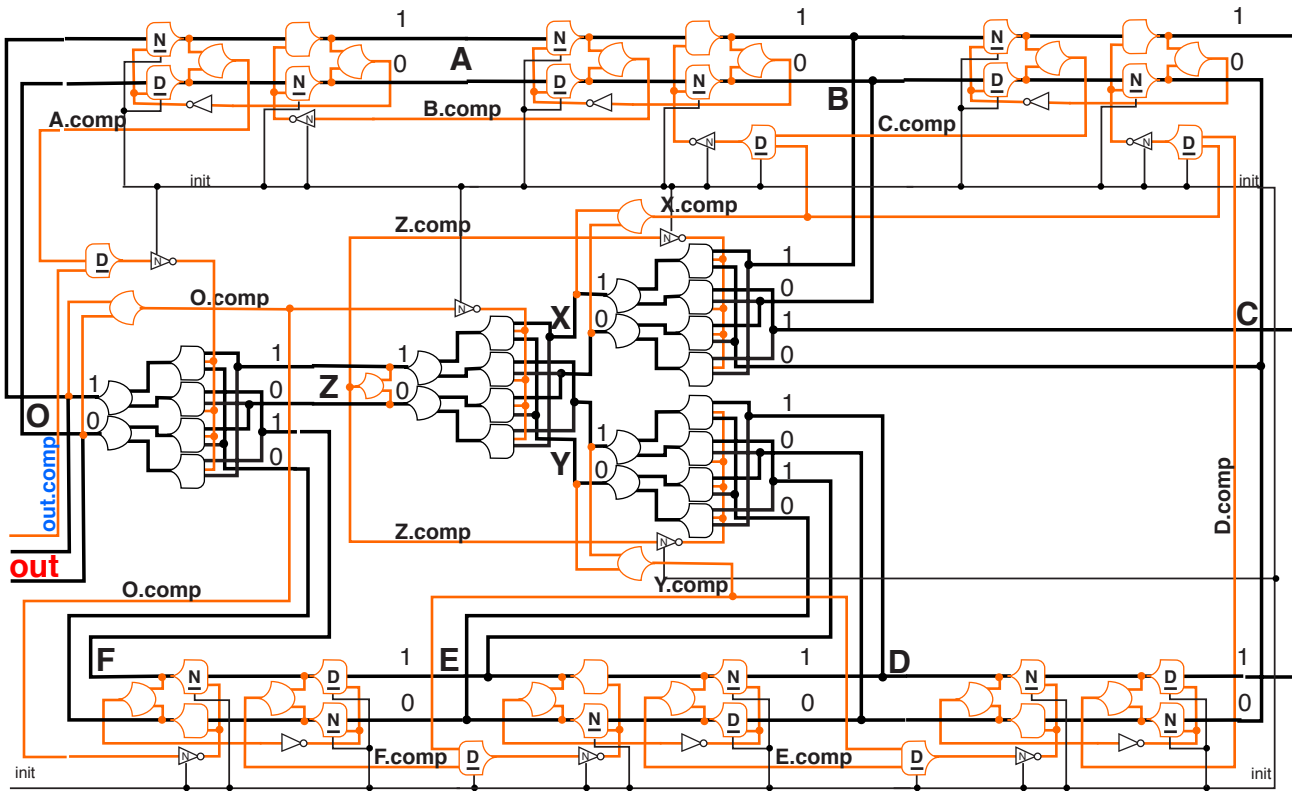 1 1 1
N N N
0 0 0
A
D N D N B D N
A.comp N B.comp C.comp
N D N D
init init
X.comp
Z.comp N
D N
1
O.comp N X 1 0
0 1 C
1 1 0
Z 0
1 0
O 0 1 1
0 Y 1 0
0 1
0
out.comp
D.comp
Z.comp N
out
O.comp Y.comp
F 1 E 1 D 1
N D N N D
0 0 0
N N D N
N F.comp D N E.comp D N
init init